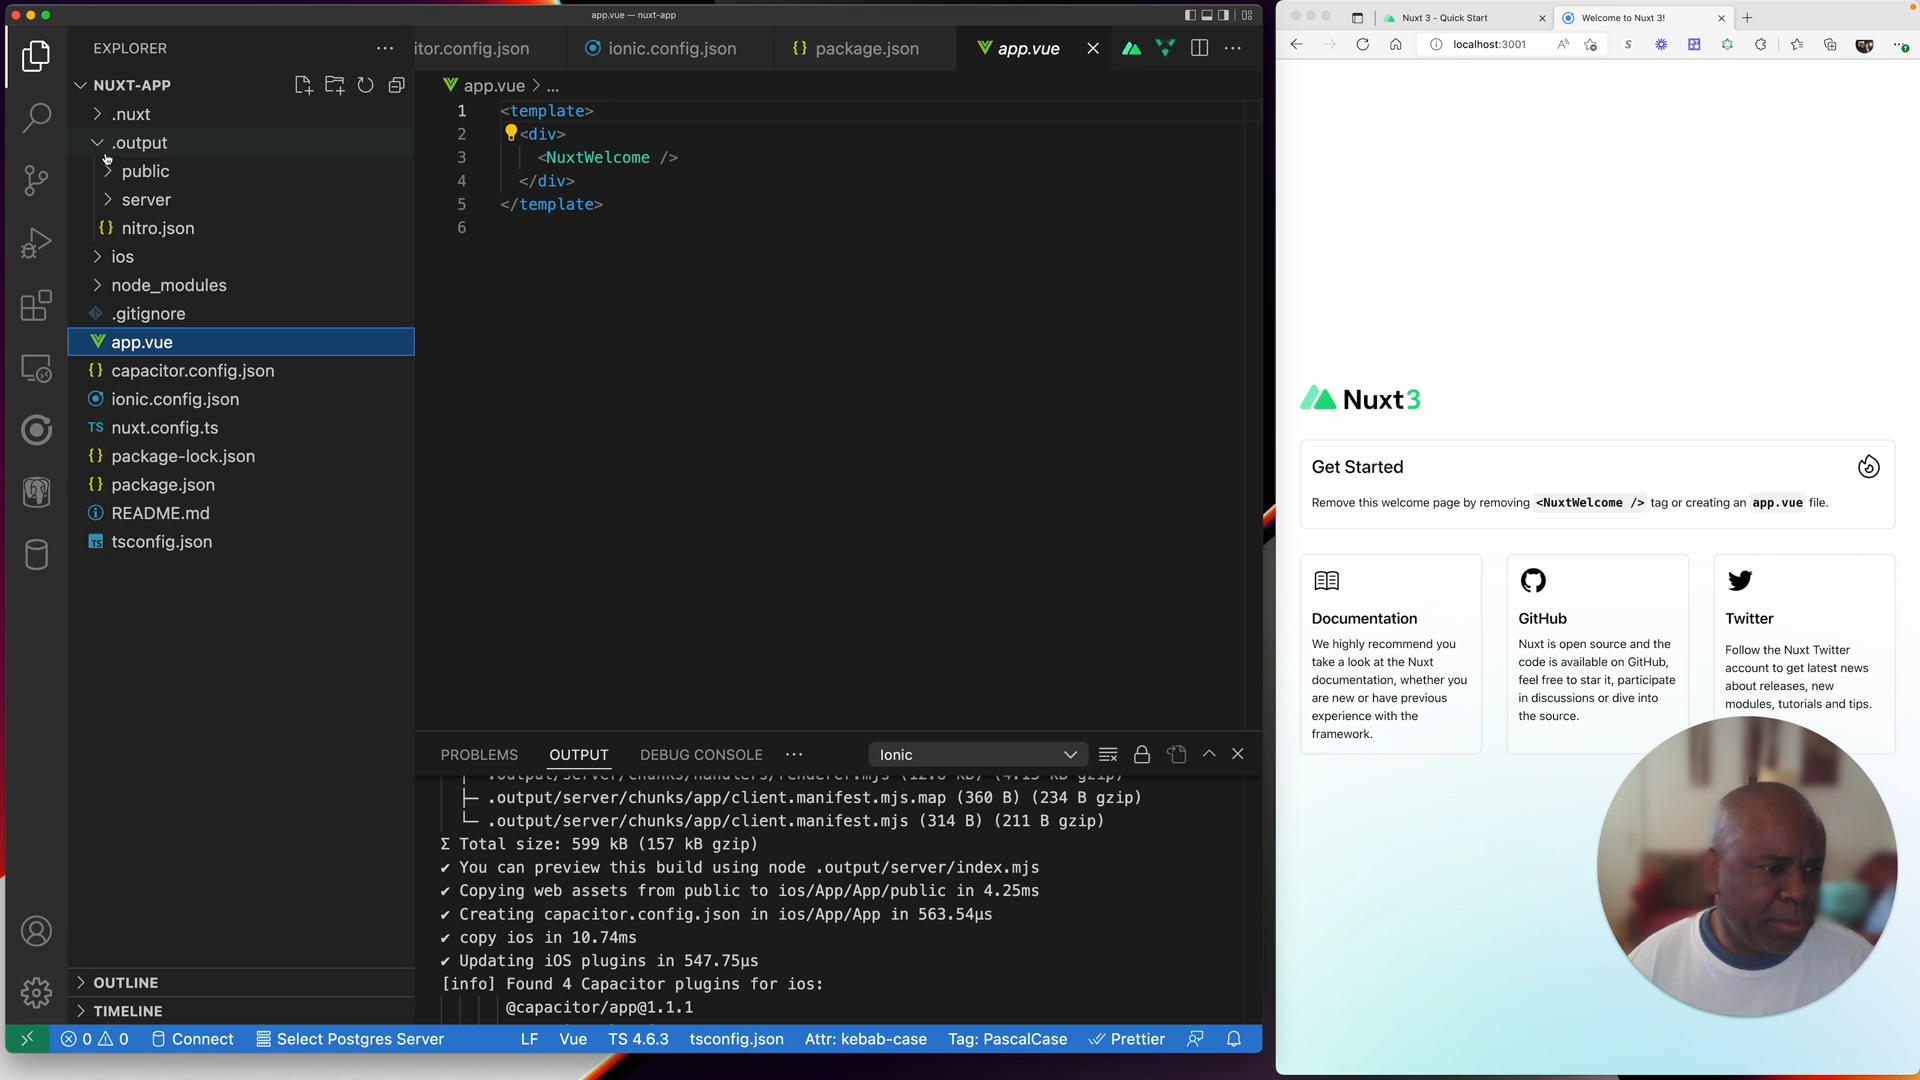 app.vue — nuxt-app
EXPLORER
NUXT-APP
.nuxt
.output
public
server
nitro.json
ios
node_modules
.gitignore
app.vue
capacitor.config.json
ionic.config.json
nuxt.config.ts
package-lock.json
package.json
README.md
tsconfig.json
OUTLINE
TIMELINE
itor.config.json
ionic.config.json
package.json
app.vue
app.vue > ...
1 <template>
2 <div>
3 <NuxtWelcome />
4 </div>
5 </template>
6
PROBLEMS OUTPUT DEBUG CONSOLE
Ionic
.output/server/chunks/handlers/renderer.mjs (12.6 kB) (4.13 kB gzip)
├─ .output/server/chunks/app/client.manifest.mjs.map (360 B) (234 B gzip)
└─ .output/server/chunks/app/client.manifest.mjs (314 B) (211 B gzip)
Σ Total size: 599 kB (157 kB gzip)
✔ You can preview this build using node .output/server/index.mjs
✔ Copying web assets from public to ios/App/App/public in 4.25ms
✔ Creating capacitor.config.json in ios/App/App in 563.54μs
✔ copy ios in 10.74ms
✔ Updating iOS plugins in 547.75μs
[info] Found 4 Capacitor plugins for ios:
@capacitor/app@1.1.1
0 0 Connect Select Postgres Server LF Vue TS 4.6.3 tsconfig.json Attr: kebab-case Tag: PascalCase Prettier
Nuxt 3 - Quick Start
Welcome to Nuxt 3!
localhost:3001
Nuxt3
Get Started
Remove this welcome page by removing <NuxtWelcome /> tag or creating an app.vue file.
Documentation
We highly recommend you
take a look at the Nuxt
documentation, whether you
are new or have previous
experience with the
framework.
GitHub
Nuxt is open source and the
code is available on GitHub,
feel free to star it, participate
in discussions or dive into
the source.
Twitter
Follow the Nuxt Twitter
account to get latest news
about releases, new
modules, tutorials and tips.